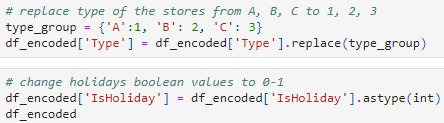 # replace type of the stores from A, B, C to 1, 2, 3
type_group = {'A':1, 'B': 2, 'C': 3}
df_encoded['Type'] = df_encoded['Type'].replace(type_group)
# change holidays boolean values to 0-1
df_encoded['IsHoliday'] = df_encoded['IsHoliday'].astype(int)
df_encoded